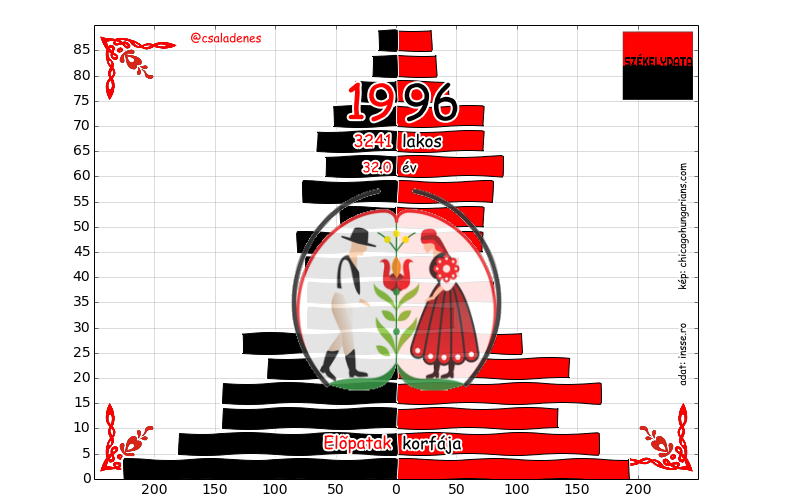 @csaladenes
SZÉKELYDATA
1996
3241 lakos
32.0 év
kép: chicagohungarians.com
adat: insse.ro
Előpatak korfája
85
80
75
70
65
60
55
50
45
40
35
30
25
20
15
10
5
0
200 150 100 50 0 50 100 150 200